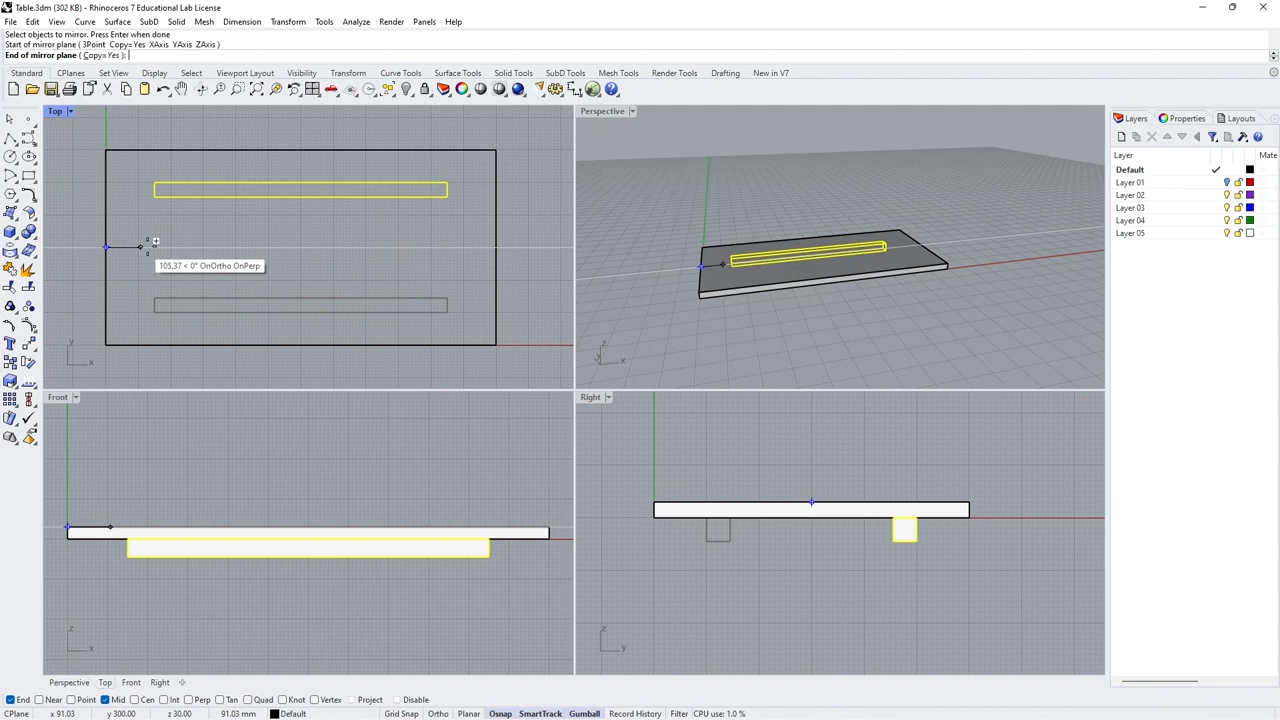 Table.3dm (302 KB) - Rhinoceros 7 Educational Lab License
File Edit View Curve Surface SubD Solid Mesh Dimension Transform Tools Analyze Render Panels Help
Select objects to mirror. Press Enter when done
Start of mirror plane ( 3Point Copy=Yes XAxis YAxis ZAxis )
End of mirror plane ( Copy=Yes ):
Standard CPlanes Set View Display Select Viewport Layout Visibility Transform Curve Tools Surface Tools Solid Tools SubD Tools Mesh Tools Render Tools Drafting New in V7
Top
Perspective
Layers Properties Layouts
Layer Mate
Default
Layer 01
Layer 02
Layer 03
Layer 04
Layer 05
105.37 < 0° OnOrtho OnPerp
y
x
z
y
x
Front
Right
z
x
z
y
Perspective Top Front Right
End Near Point Mid Cen Int Perp Tan Quad Knot Vertex Project Disable
CPlane x 91.03 y 300.00 z 30.00 91.03 mm Default Grid Snap Ortho Planar Osnap SmartTrack Gumball Record History Filter CPU use: 1.0 %